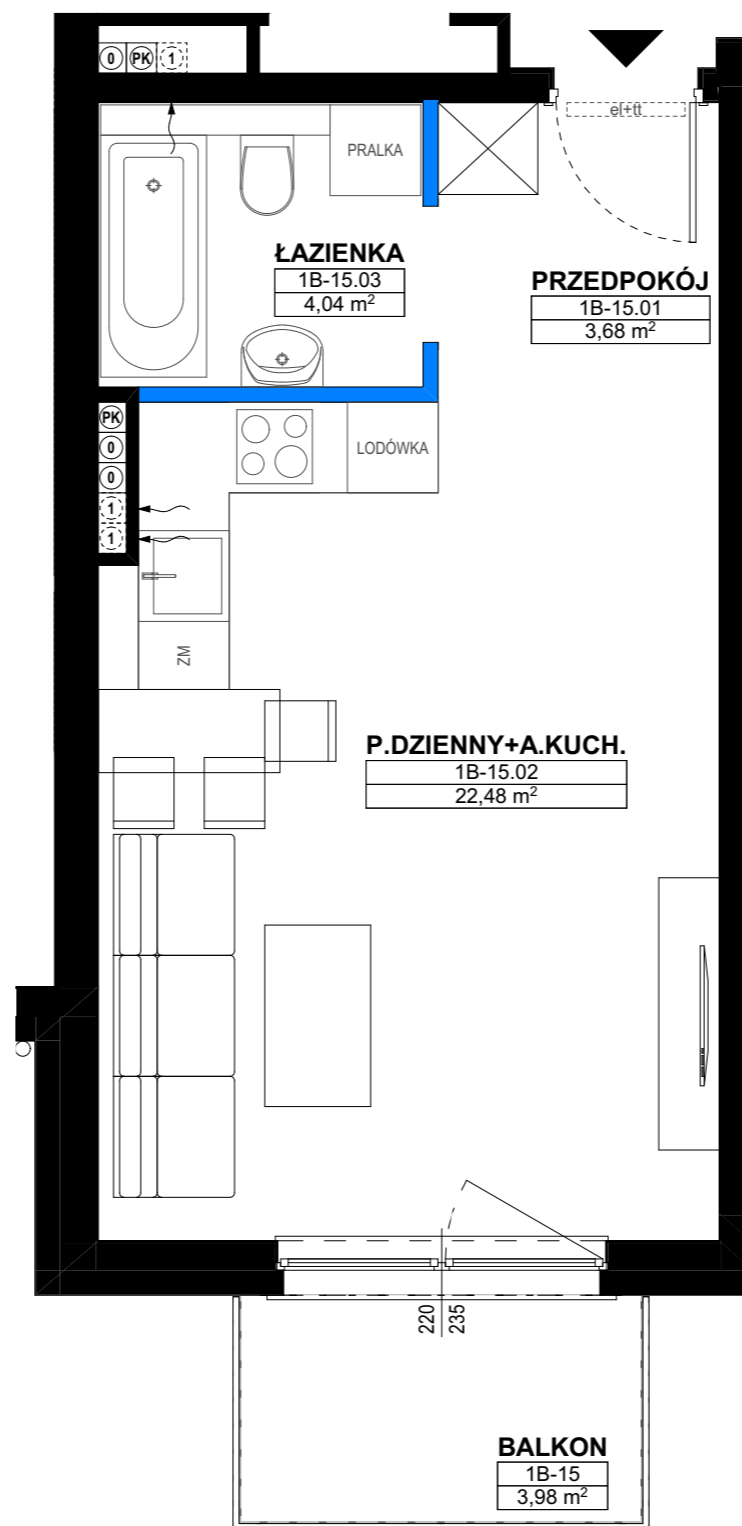 0 PK 1
el+tt
PRALKA
ŁAZIENKA
1B-15.03
4,04 m²
PRZEDPOKÓJ
1B-15.01
3,68 m²
PK
0
0
1
1
LODÓWKA
ZM
P.DZIENNY+A.KUCH.
1B-15.02
22,48 m²
220
235
BALKON
1B-15
3,98 m²